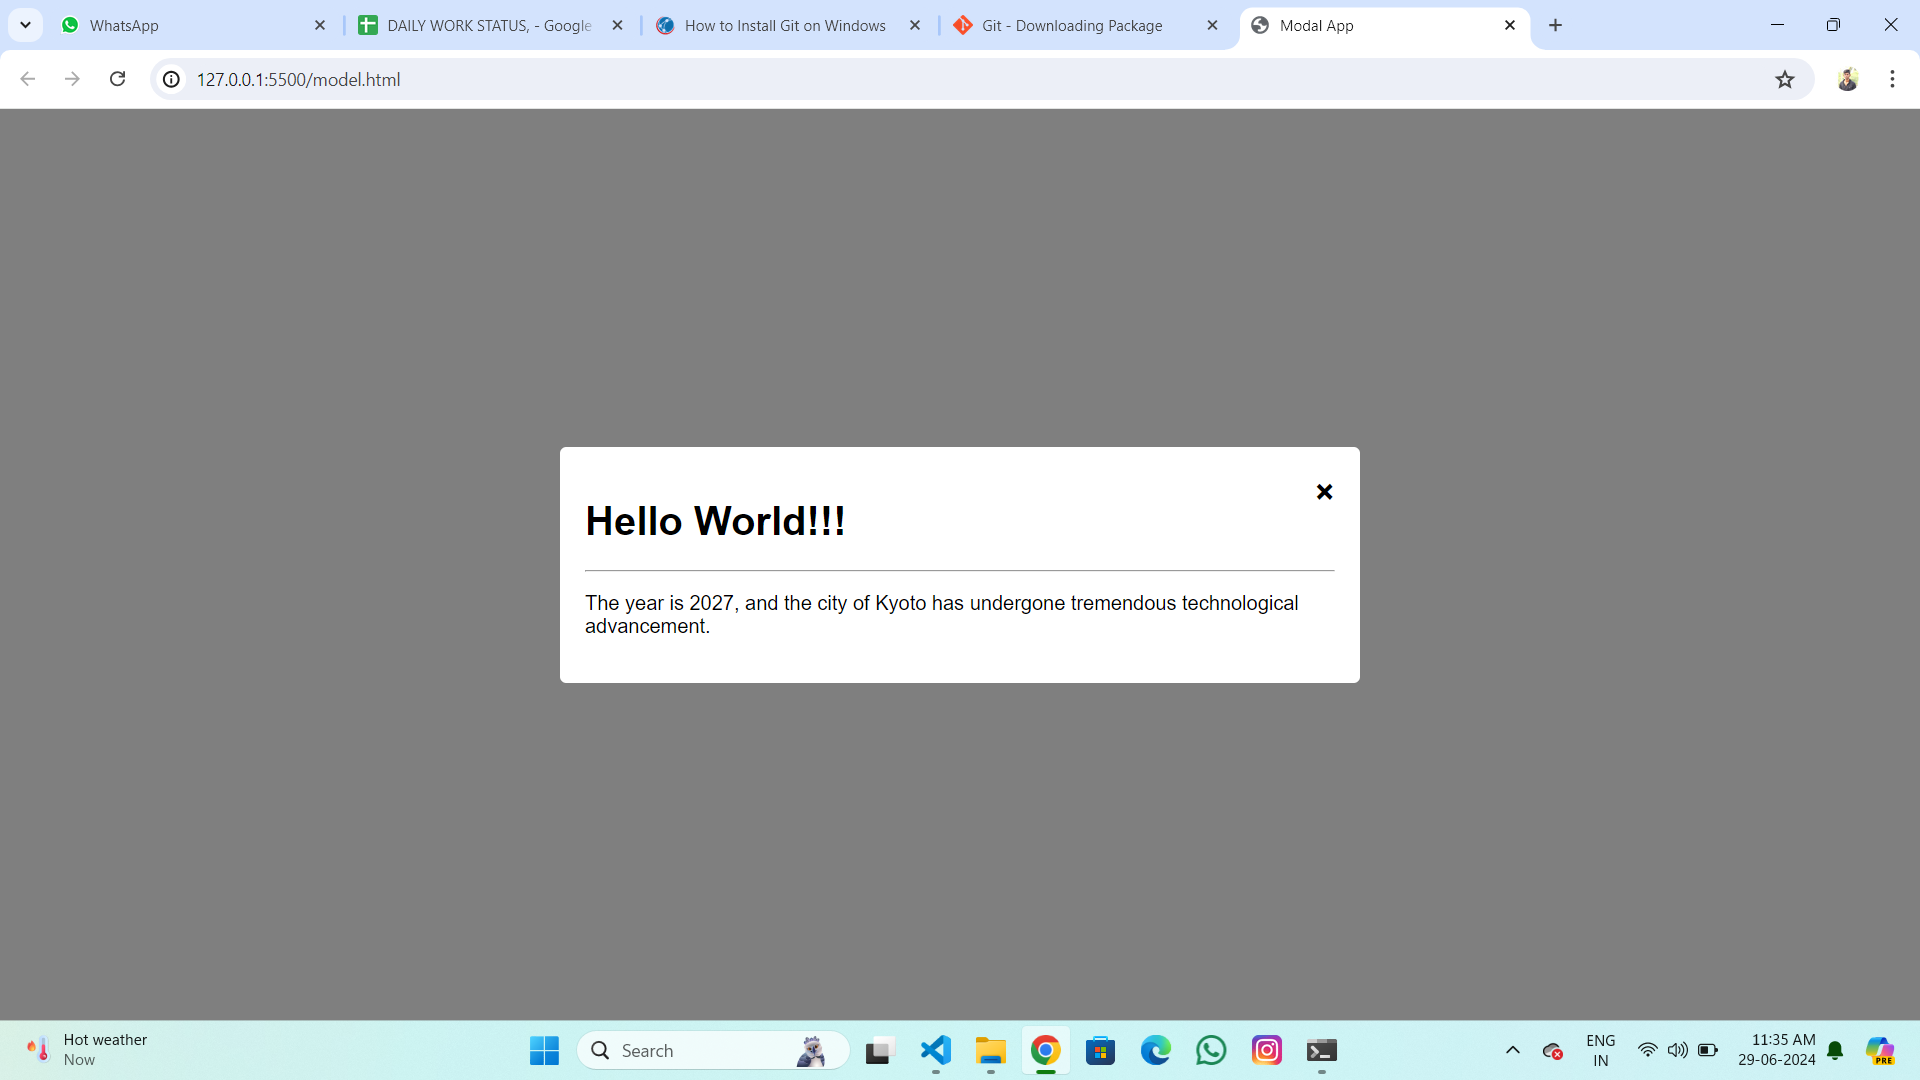 WhatsApp
DAILY WORK STATUS, - Google
How to Install Git on Windows
Git - Downloading Package
Modal App
127.0.0.1:5500/model.html
Hello World!!!
The year is 2027, and the city of Kyoto has undergone tremendous technological
advancement.
Hot weather
Now
Search
PRE
ENG
IN
11:35 AM
29-06-2024